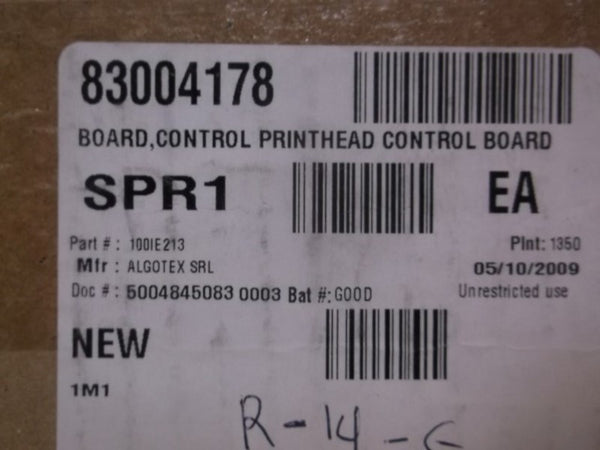 83004178
BOARD,CONTROL PRINTHEAD CONTROL BOARD
SPR1 EA
Part # : 100IE213 Plnt: 1350
Mfr : ALGOTEX SRL 05/10/2009
Doc # : 5004845083 0003 Bat #: GOOD Unrestricted use
NEW
1M1
R-14-G